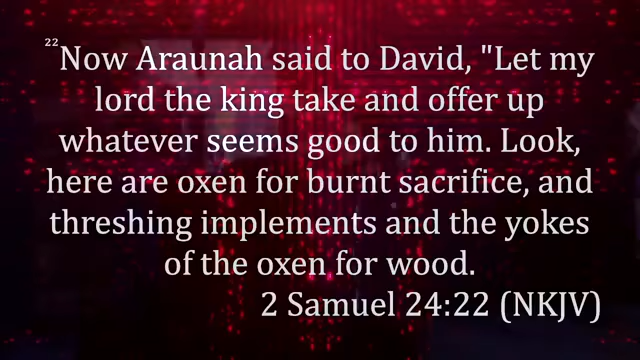 22Now Araunah said to David, "Let my
lord the king take and offer up
whatever seems good to him. Look,
here are oxen for burnt sacrifice, and
threshing implements and the yokes
of the oxen for wood.
2 Samuel 24:22 (NKJV)